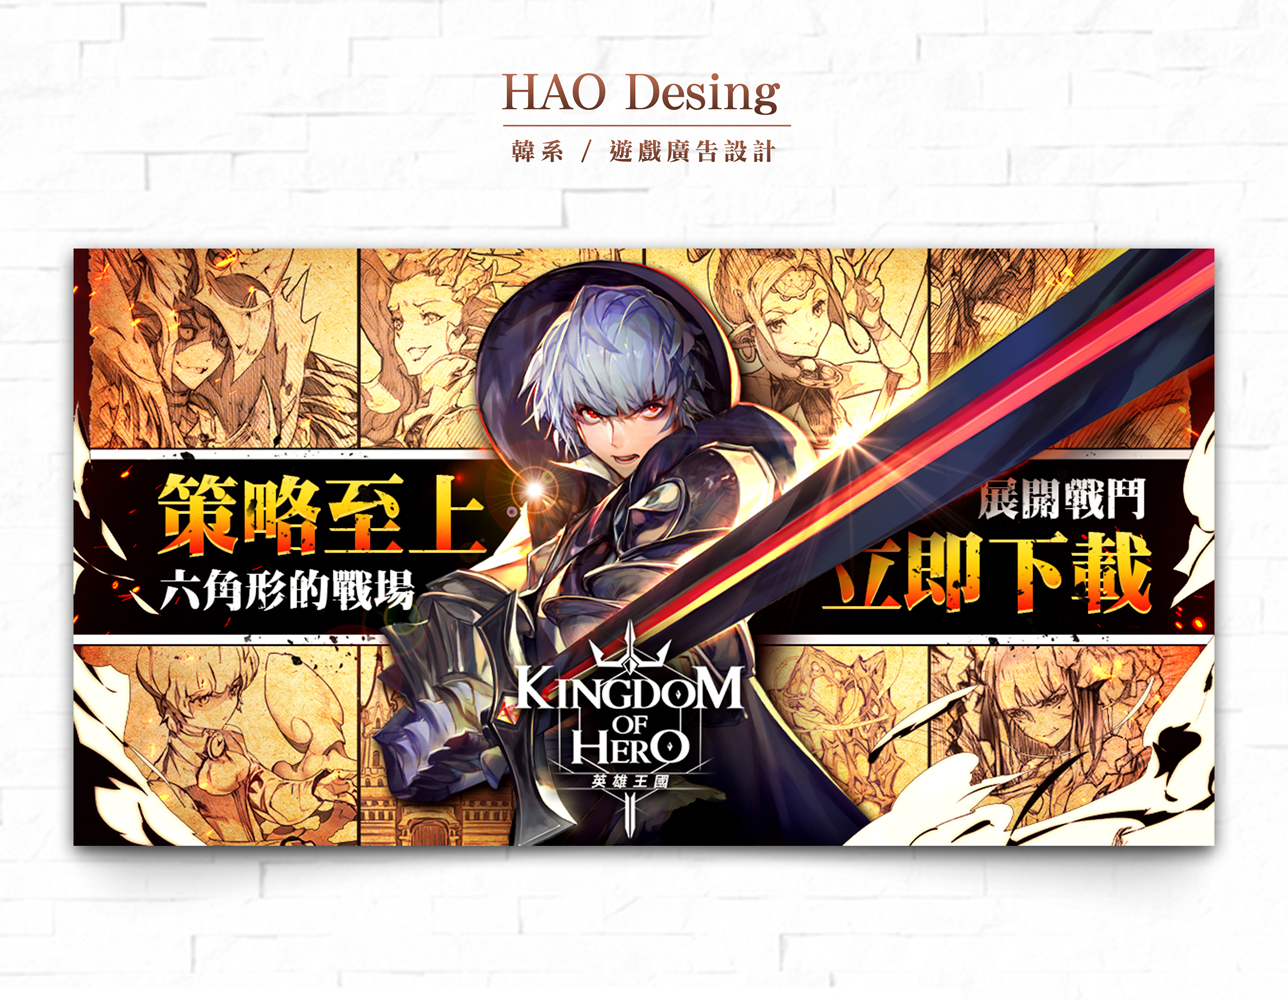 HAO Desing
韓系 / 遊戲廣告設計
策略至上
六角形的戰場
展開戰鬥
立即下載
KINGDOM
OF
HERO
英雄王國